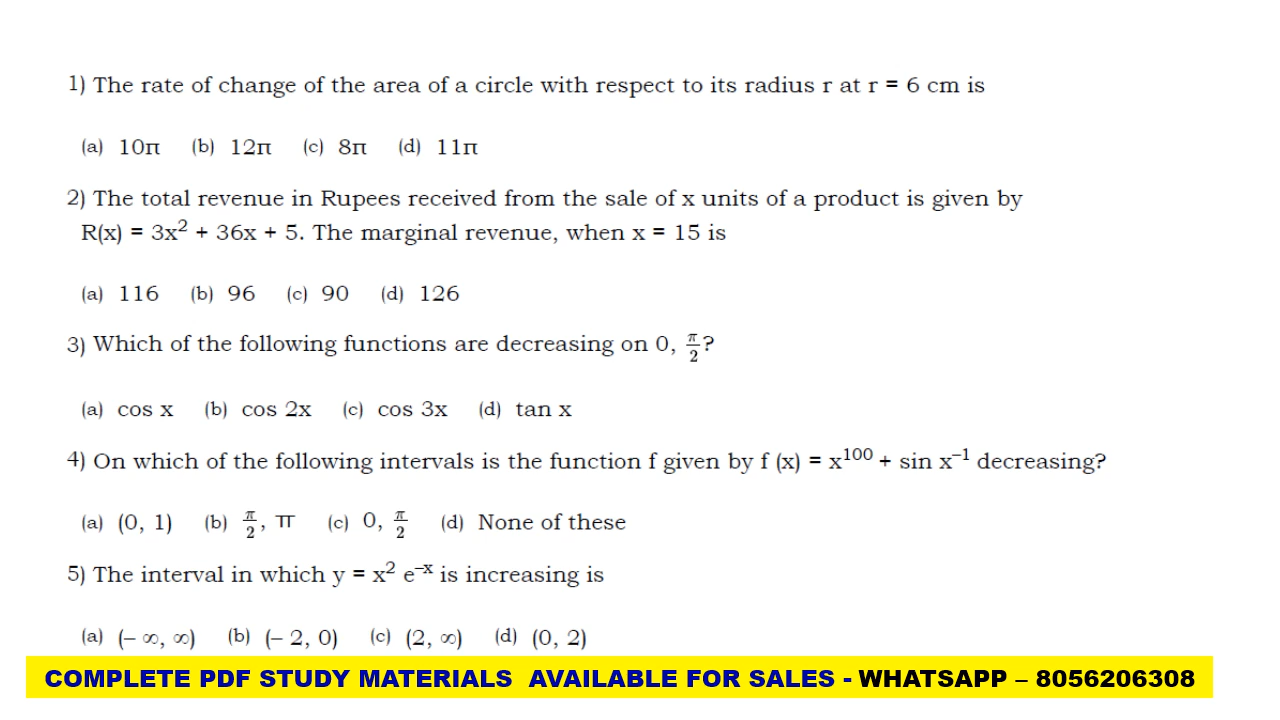 1) The rate of change of the area of a circle with respect to its radius r at r = 6 cm is
(a) 10π (b) 12π (c) 8π (d) 11π
2) The total revenue in Rupees received from the sale of x units of a product is given by
R(x) = 3x² + 36x + 5. The marginal revenue, when x = 15 is
(a) 116 (b) 96 (c) 90 (d) 126
3) Which of the following functions are decreasing on 0, π/2?
(a) cos x (b) cos 2x (c) cos 3x (d) tan x
4) On which of the following intervals is the function f given by f (x) = x¹⁰⁰ + sin x⁻¹ decreasing?
(a) (0, 1) (b) π/2, π (c) 0, π/2 (d) None of these
5) The interval in which y = x² e⁻ˣ is increasing is
(a) (– ∞, ∞) (b) (– 2, 0) (c) (2, ∞) (d) (0, 2)
COMPLETE PDF STUDY MATERIALS AVAILABLE FOR SALES - WHATSAPP – 8056206308